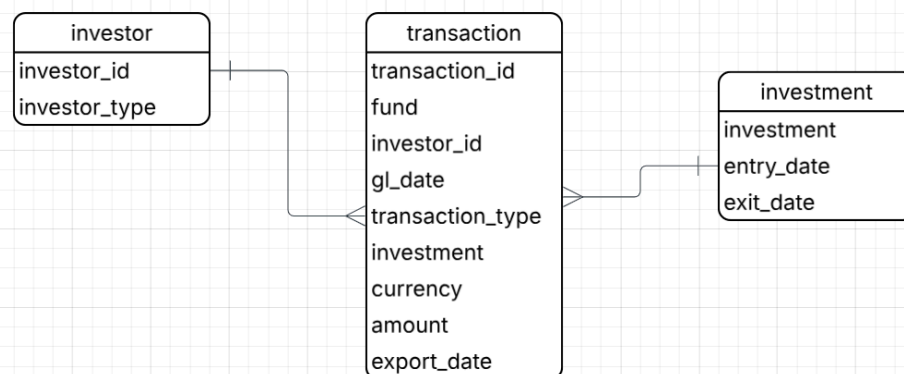 investor
investor_id
investor_type
transaction
transaction_id
fund
investor_id
gl_date
transaction_type
investment
currency
amount
export_date
investment
investment
entry_date
exit_date